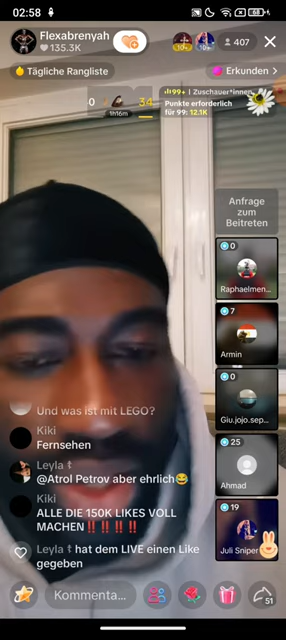 02:58
68
Flexabrenyah
135.3K
407
Tägliche Rangliste
Erkunden
1h16m
34
99+ | Zuschauer*innen
Punkte erforderlich
für 99: 12.1K
Anfrage
zum
Beitreten
0
Raphaelmen...
7
Armin
0
Giu.jojo.sep...
25
Ahmad
19
Juli Sniper
Und was ist mit LEGO?
Kiki
Fernsehen
Leyla
@Atrol Petrov aber ehrlich😂
Kiki
ALLE DIE 150K LIKES VOLL
MACHEN‼️‼️‼️‼️
Leyla hat dem LIVE einen Like
gegeben
Kommenta...
51